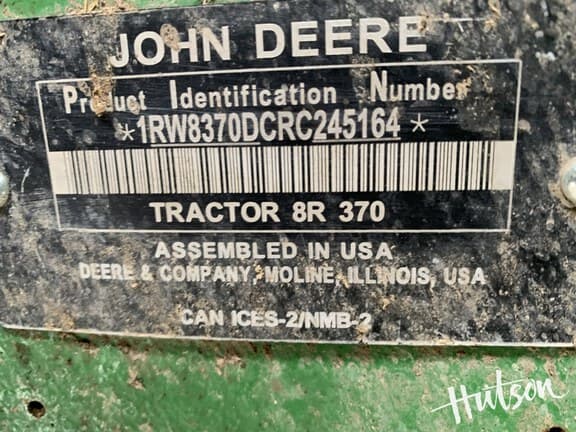 JOHN DEERE
Product Identification Number
*1RW8370DCRC245164*
TRACTOR 8R 370
ASSEMBLED IN USA
DEERE & COMPANY, MOLINE, ILLINOIS, USA
CAN ICES-2/NMB-2
Hutson